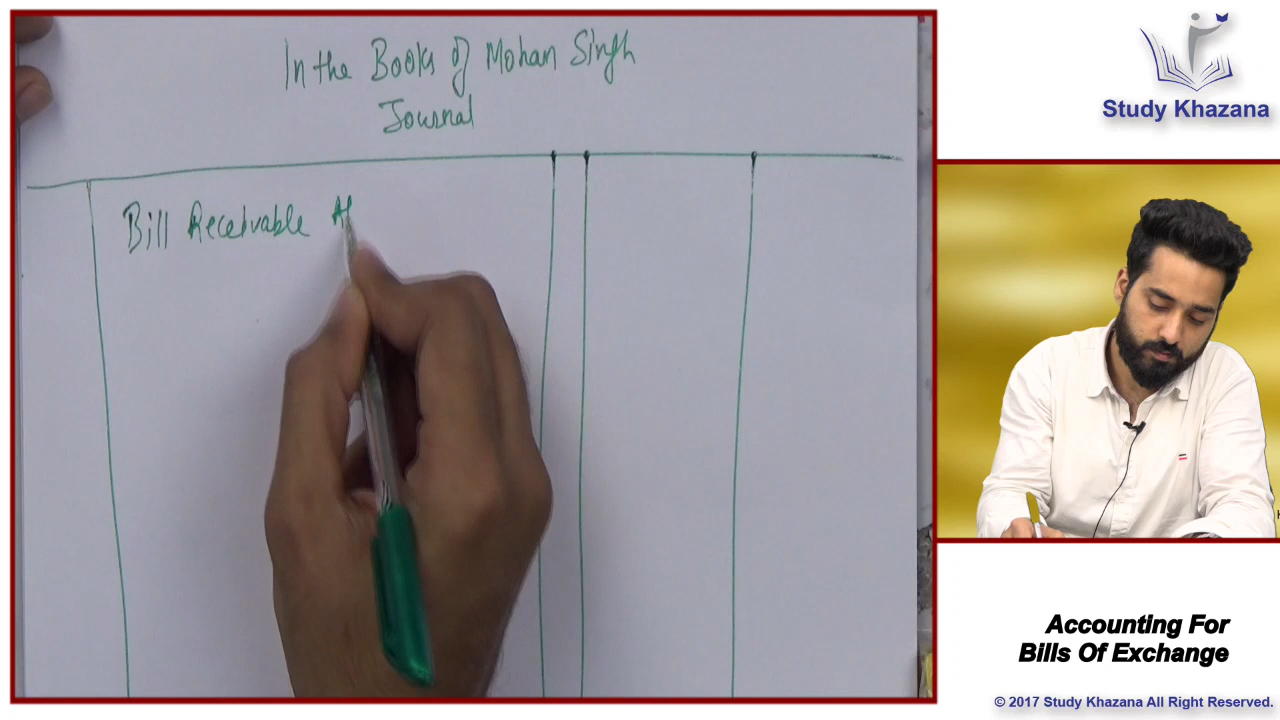 In the Books of Mohan Singh
Journal
Bill Receivable
Study Khazana
Accounting For
Bills Of Exchange
© 2017 Study Khazana All Right Reserved.